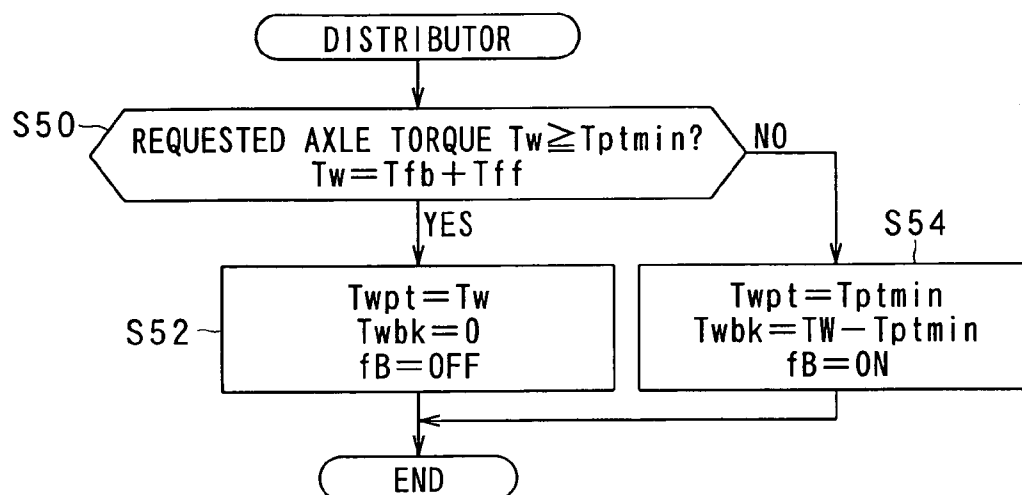 DISTRIBUTOR
S50
REQUESTED AXLE TORQUE Tw≧Tptmin?
Tw=Tfb+Tff
NO
YES
S54
S52
Twpt=Tw
Twbk=0
fB=OFF
Twpt=Tptmin
Twbk=TW−Tptmin
fB=ON
END